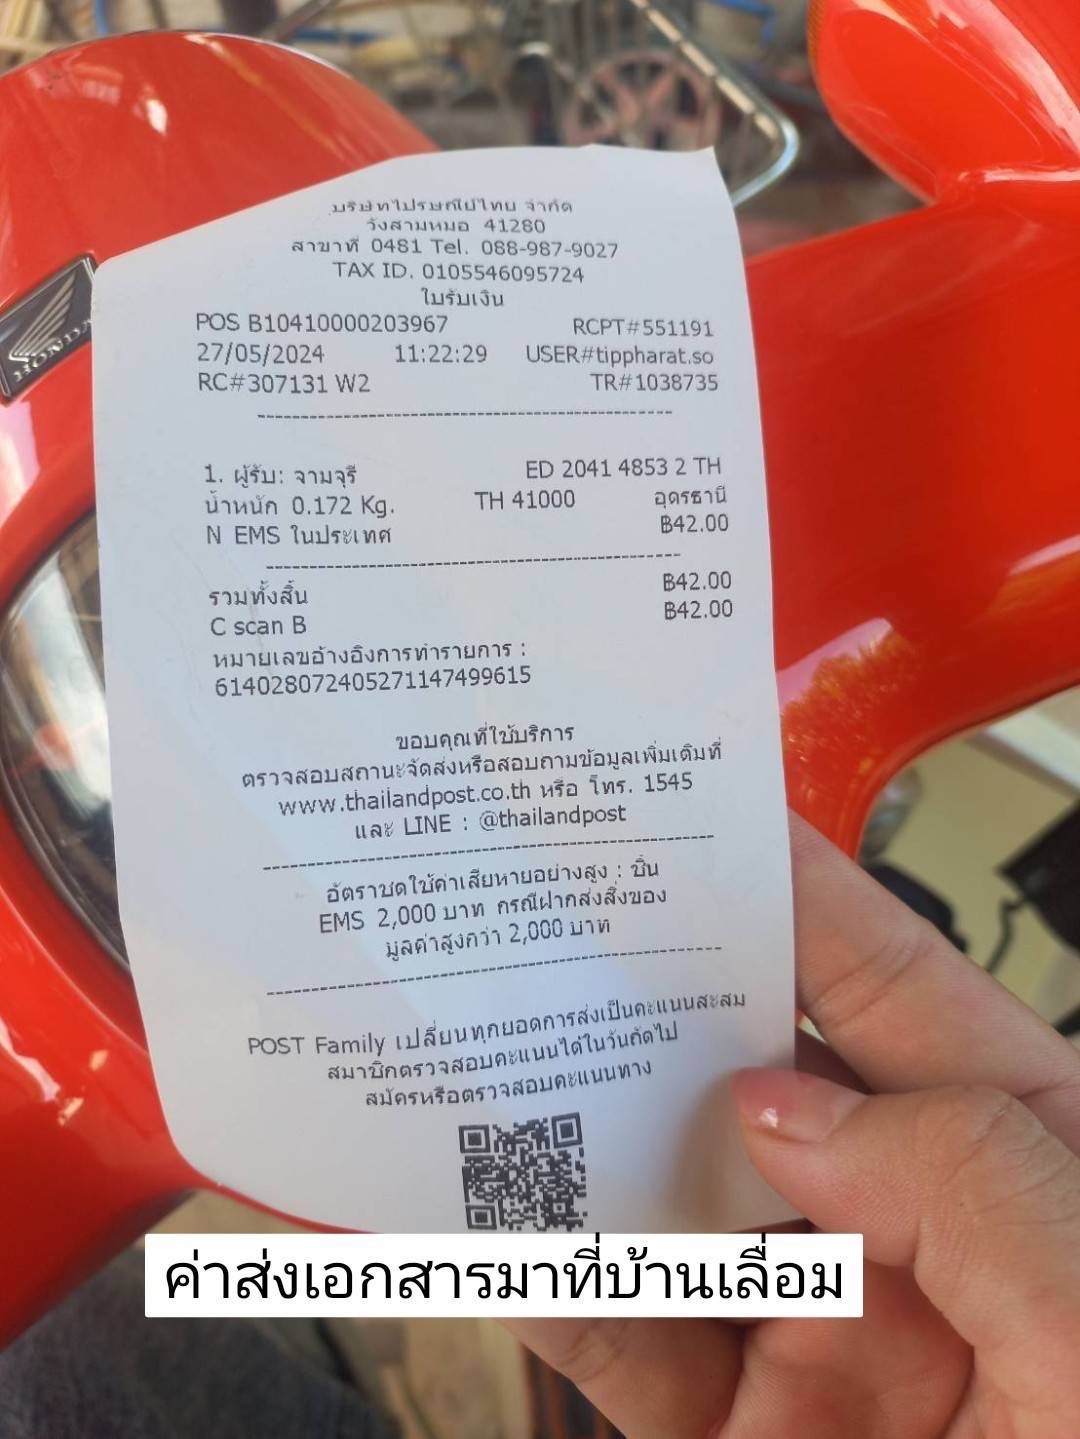 HONDA
บริษัทไปรษณีย์ไทย จำกัด
วังสามหมอ 41280
สาขาที่ 0481 Tel. 088-987-9027
TAX ID. 0105546095724
ใบรับเงิน
POS B10410000203967 RCPT#551191
27/05/2024 11:22:29 USER#tippharat.so
RC#307131 W2 TR#1038735
1. ผู้รับ: จามจุรี ED 2041 4853 2 TH
น้ำหนัก 0.172 Kg. TH 41000 อุดรธานี
N EMS ในประเทศ ฿42.00
รวมทั้งสิ้น ฿42.00
C scan B ฿42.00
หมายเลขอ้างอิงการทำรายการ :
6140280724052711474996​15
ขอบคุณที่ใช้บริการ
ตรวจสอบสถานะจัดส่งหรือสอบถามข้อมูลเพิ่มเติมที่
www.thailandpost.co.th หรือ โทร. 1545
และ LINE : @thailandpost
อัตราชดใช้ค่าเสียหายอย่างสูง : ชิ้น
EMS 2,000 บาท กรณีฝากส่งสิ่งของ
มูลค่าสูงกว่า 2,000 บาท
POST Family เปลี่ยนทุกยอดการส่งเป็นคะแนนสะสม
สมาชิกตรวจสอบคะแนนได้ในวันถัดไป
สมัครหรือตรวจสอบคะแนนทาง
ค่าส่งเอกสารมาที่บ้านเลื่อม